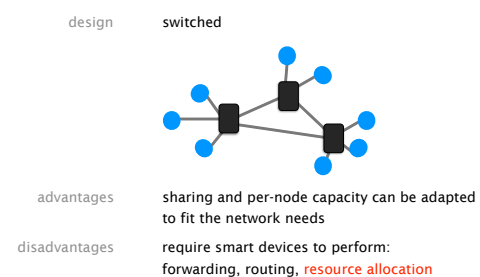 design switched
advantages sharing and per-node capacity can be adapted
to fit the network needs
disadvantages require smart devices to perform:
forwarding, routing, resource allocation